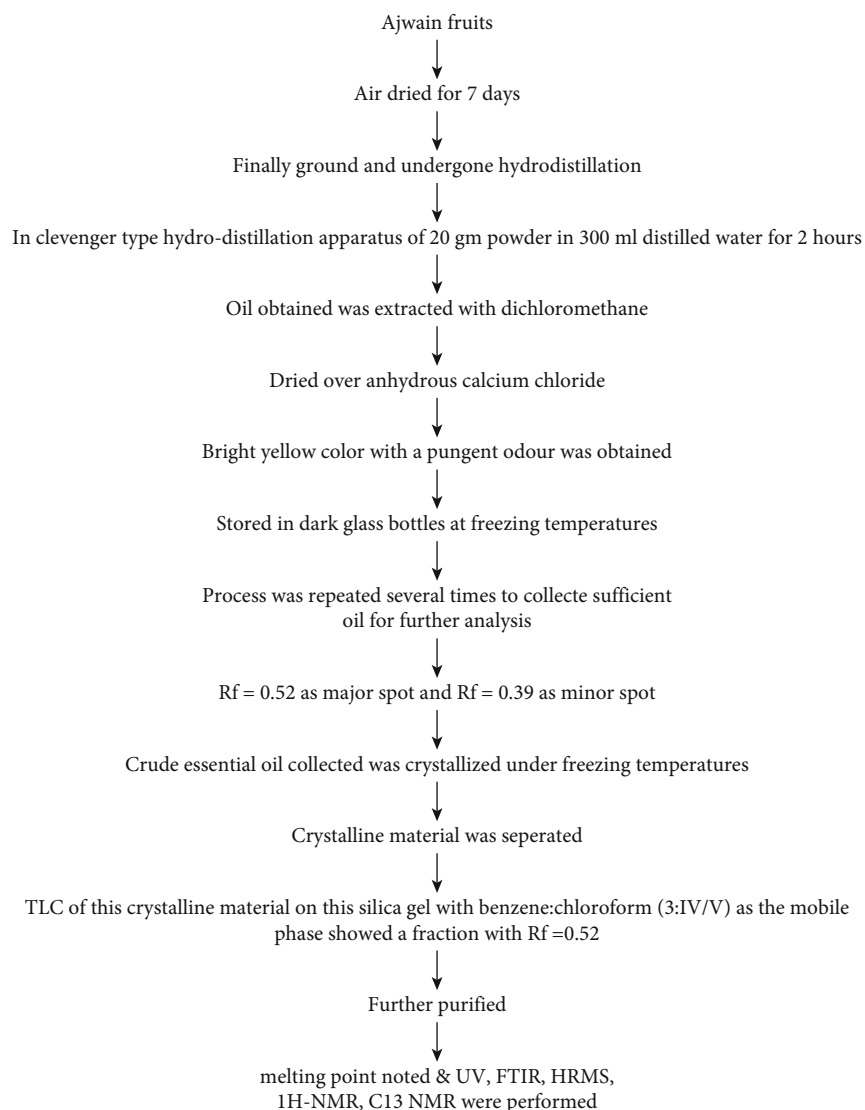 Ajwain fruits
Air dried for 7 days
Finally ground and undergone hydrodistillation
In clevenger type hydro-distillation apparatus of 20 gm powder in 300 ml distilled water for 2 hours
Oil obtained was extracted with dichloromethane
Dried over anhydrous calcium chloride
Bright yellow color with a pungent odour was obtained
Stored in dark glass bottles at freezing temperatures
Process was repeated several times to collecte sufficient
oil for further analysis
Rf = 0.52 as major spot and Rf = 0.39 as minor spot
Crude essential oil collected was crystallized under freezing temperatures
Crystalline material was seperated
TLC of this crystalline material on this silica gel with benzene:chloroform (3:IV/V) as the mobile
phase showed a fraction with Rf =0.52
Further purified
melting point noted & UV, FTIR, HRMS,
1H-NMR, C13 NMR were performed